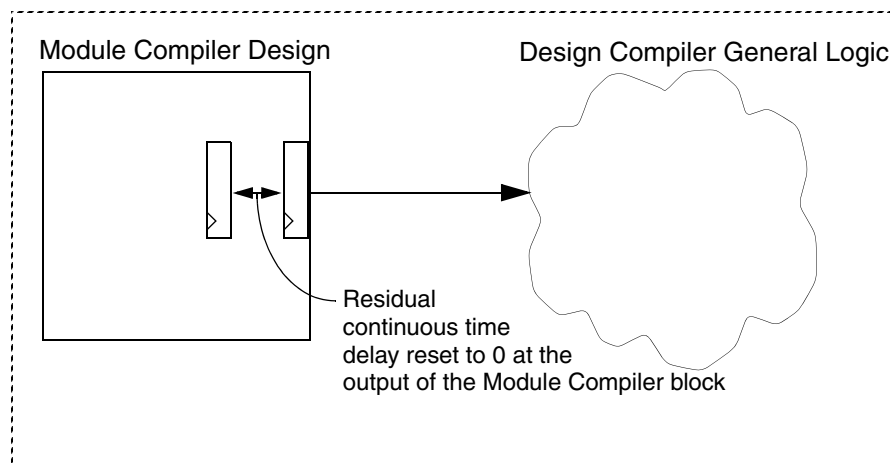 Module Compiler Design
Design Compiler General Logic
Residual
continuous time
delay reset to 0 at the
output of the Module Compiler block